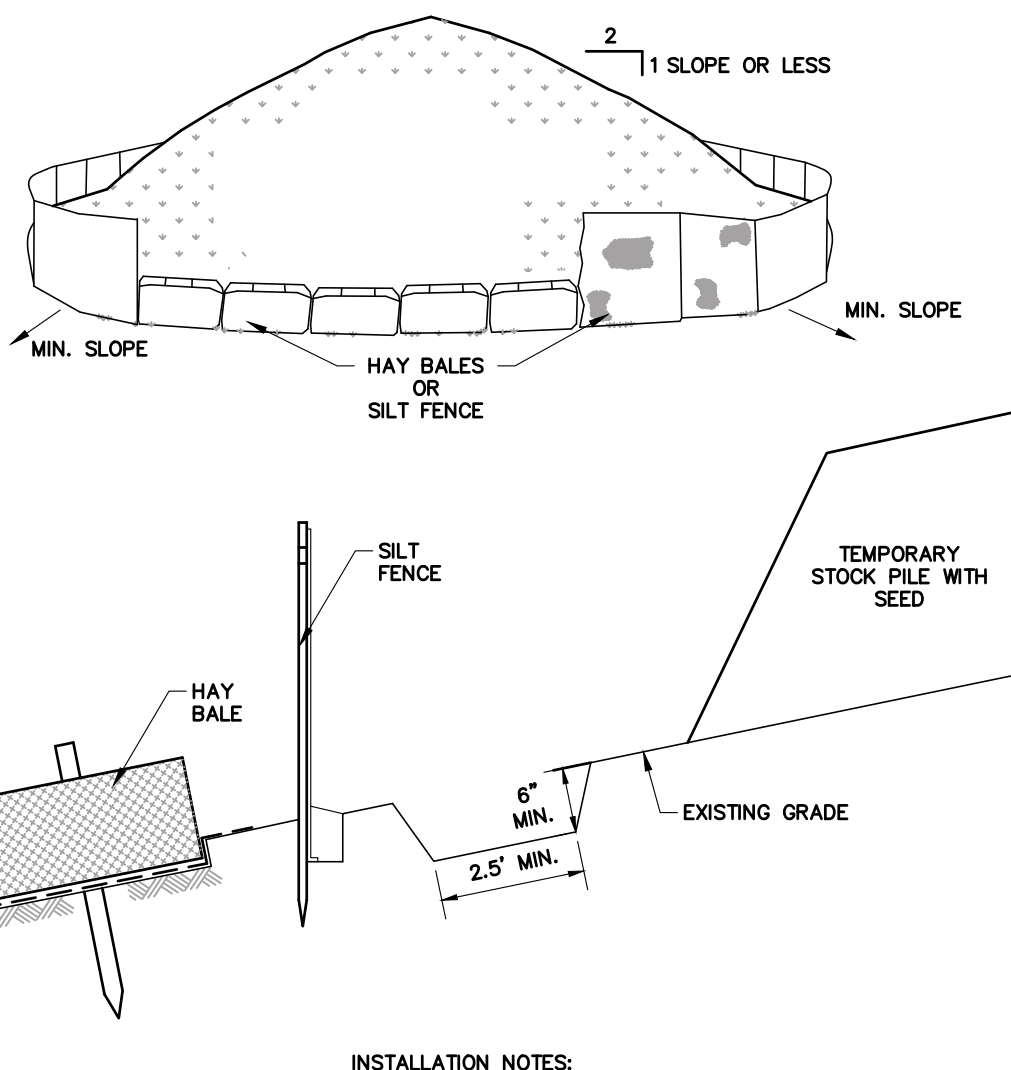 2
1 SLOPE OR LESS
MIN. SLOPE
MIN. SLOPE
HAY BALES
OR
SILT FENCE
SILT
FENCE
TEMPORARY
STOCK PILE WITH
SEED
HAY
BALE
6"
MIN.
EXISTING GRADE
2.5' MIN.
INSTALLATION NOTES: